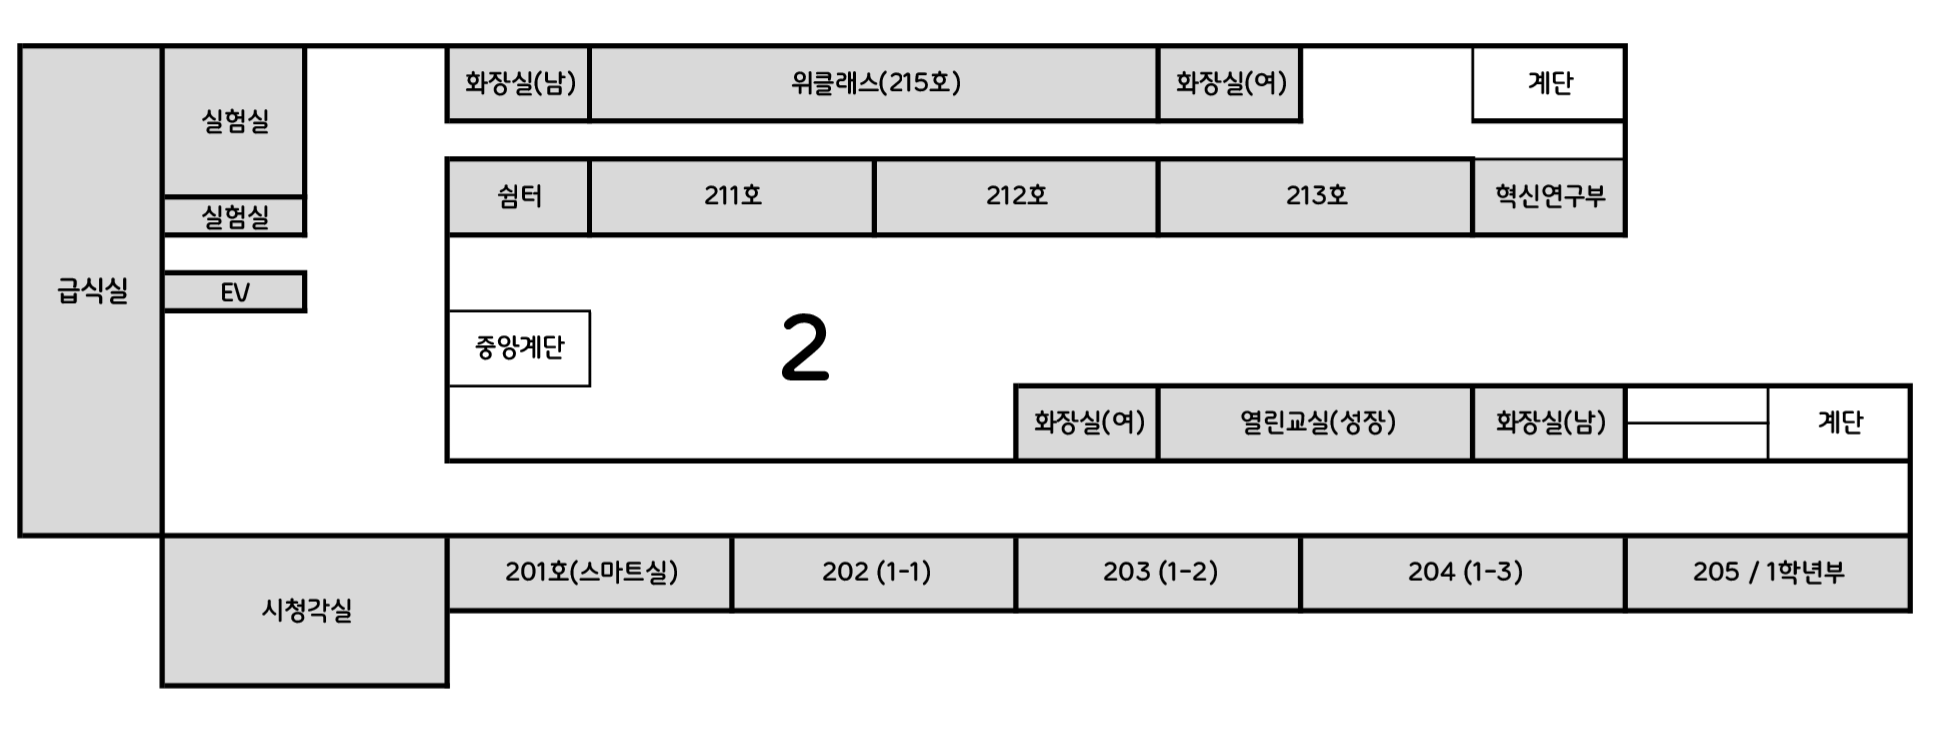 화장실(남)
위클래스(215호)
화장실(여)
계단
실험실
쉼터
211호
212호
213호
혁신연구부
실험실
급식실
EV
중앙계단
2
화장실(여)
열린교실(성장)
화장실(남)
계단
201호(스마트실)
202 (1-1)
203 (1-2)
204 (1-3)
205 / 1학년부
시청각실